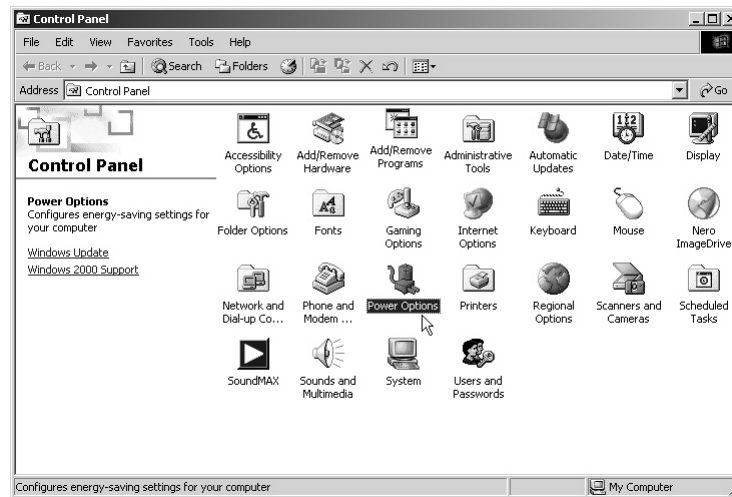 Control Panel
File Edit View Favorites Tools Help
Back Search Folders
Address Control Panel Go
Control Panel
Power Options
Configures energy-saving settings for
your computer
Windows Update
Windows 2000 Support
Accessibility
Options
Add/Remove
Hardware
Add/Remove
Programs
Administrative
Tools
Automatic
Updates
Date/Time
Display
Folder Options
Fonts
Gaming
Options
Internet
Options
Keyboard
Mouse
Nero
ImageDrive
Network and
Dial-up Co...
Phone and
Modem ...
Power Options
Printers
Regional
Options
Scanners and
Cameras
Scheduled
Tasks
SoundMAX
Sounds and
Multimedia
System
Users and
Passwords
Configures energy-saving settings for your computer
My Computer